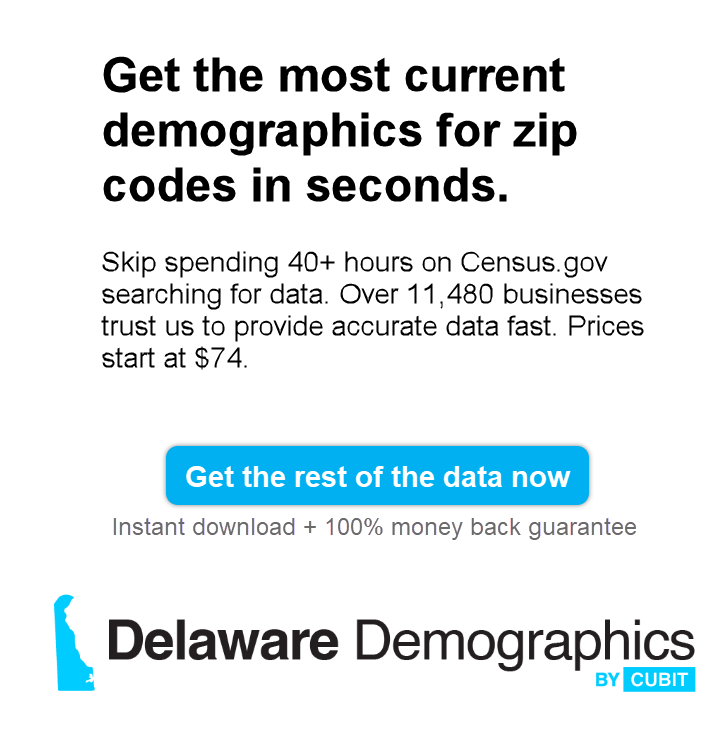 Get the most current
demographics for zip
codes in seconds.
Skip spending 40+ hours on Census.gov
searching for data. Over 11,480 businesses
trust us to provide accurate data fast. Prices
start at $74.
Get the rest of the data now
Instant download + 100% money back guarantee
Delaware Demographics
BY CUBIT